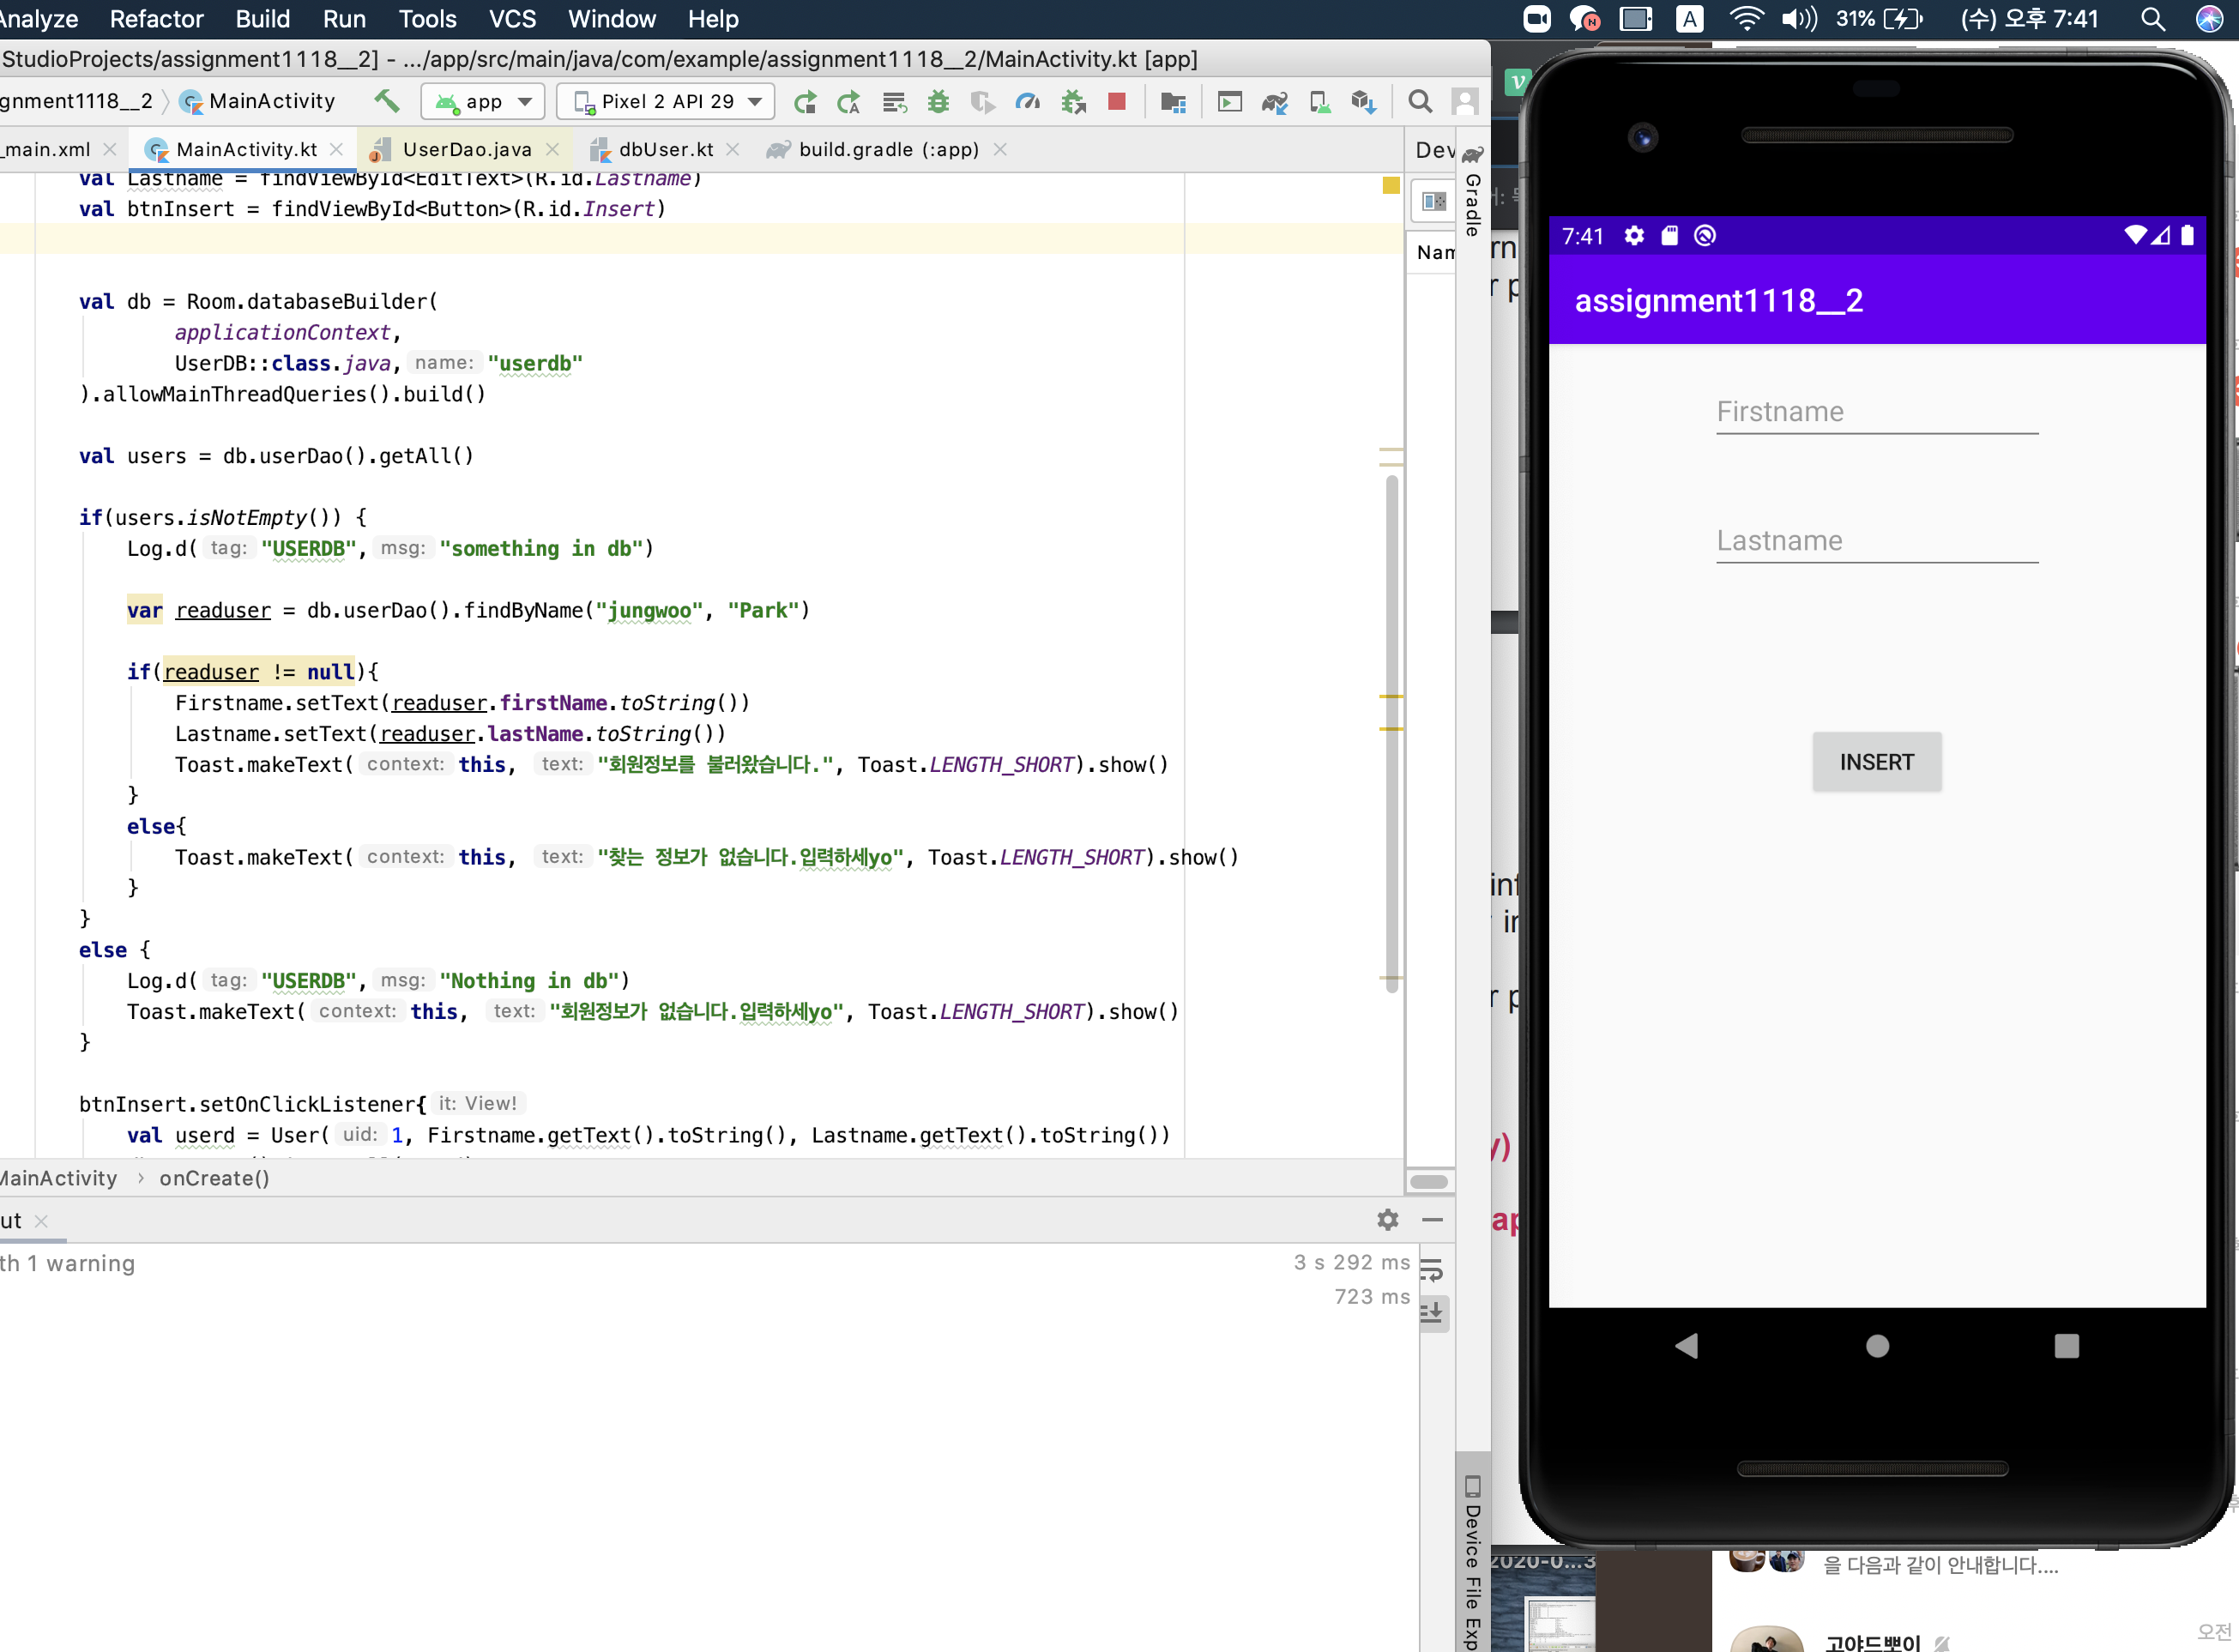 Analyze Refactor Build Run Tools VCS Window Help A 31% (수) 오후 7:41
StudioProjects/assignment1118__2] - .../app/src/main/java/com/example/assignment1118__2/MainActivity.kt [app]
gnment1118__2 MainActivity app Pixel 2 API 29
_main.xml MainActivity.kt UserDao.java dbUser.kt build.gradle (:app)
Dev
Gradle
Nam
val Lastname = findViewById<EditText>(R.id.Lastname)
val btnInsert = findViewById<Button>(R.id.Insert)
val db = Room.databaseBuilder(
applicationContext,
UserDB::class.java, name: "userdb"
).allowMainThreadQueries().build()
val users = db.userDao().getAll()
if(users.isNotEmpty()) {
Log.d( tag: "USERDB", msg: "something in db")
var readuser = db.userDao().findByName("jungwoo", "Park")
if(readuser != null){
Firstname.setText(readuser.firstName.toString())
Lastname.setText(readuser.lastName.toString())
Toast.makeText( context: this, text: "회원정보를 불러왔습니다.", Toast.LENGTH_SHORT).show()
}
else{
Toast.makeText( context: this, text: "찾는 정보가 없습니다.입력하세yo", Toast.LENGTH_SHORT).show()
}
}
else {
Log.d( tag: "USERDB", msg: "Nothing in db")
Toast.makeText( context: this, text: "회원정보가 없습니다.입력하세yo", Toast.LENGTH_SHORT).show()
}
btnInsert.setOnClickListener{ it: View!
val userd = User( uid: 1, Firstname.getText().toString(), Lastname.getText().toString())
MainActivity › onCreate()
ut
th 1 warning
3 s 292 ms
723 ms
Device File Exp
7:41
assignment1118__2
Firstname
Lastname
INSERT
rn
r p
inf
r in
r p
y)
ap
2020-0...3
을 다음과 같이 안내합니다....
고야드뽀이
오전